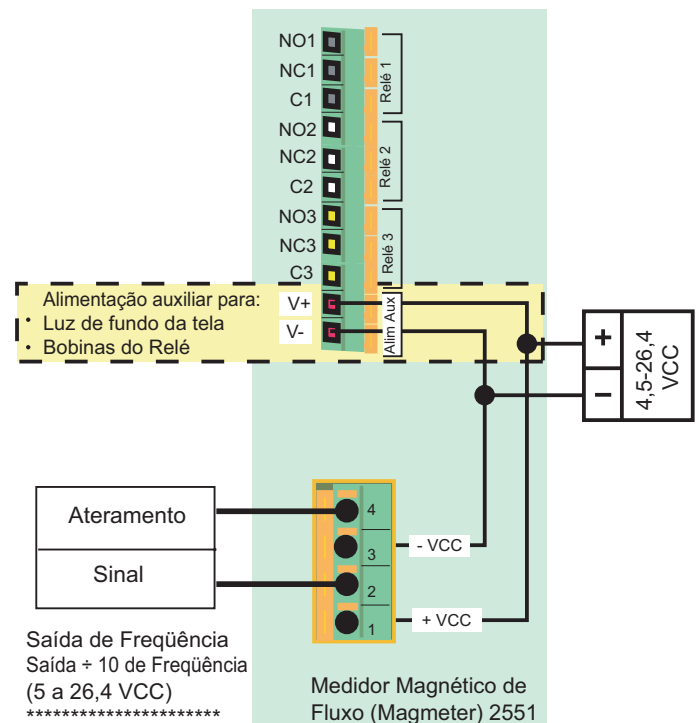 NO1
NC1
C1
Relé 1
NO2
NC2
C2
Relé 2
NO3
NC3
C3
Relé 3
Alimentação auxiliar para:
• Luz de fundo da tela
• Bobinas do Relé
V+
V-
Alim Aux
+
−
4,5-26,4
VCC
Ateramento
Sinal
4
3
2
1
- VCC
+ VCC
Saída de Freqüência
Saída ÷ 10 de Freqüência
(5 a 26,4 VCC)
*********************
Medidor Magnético de
Fluxo (Magmeter) 2551